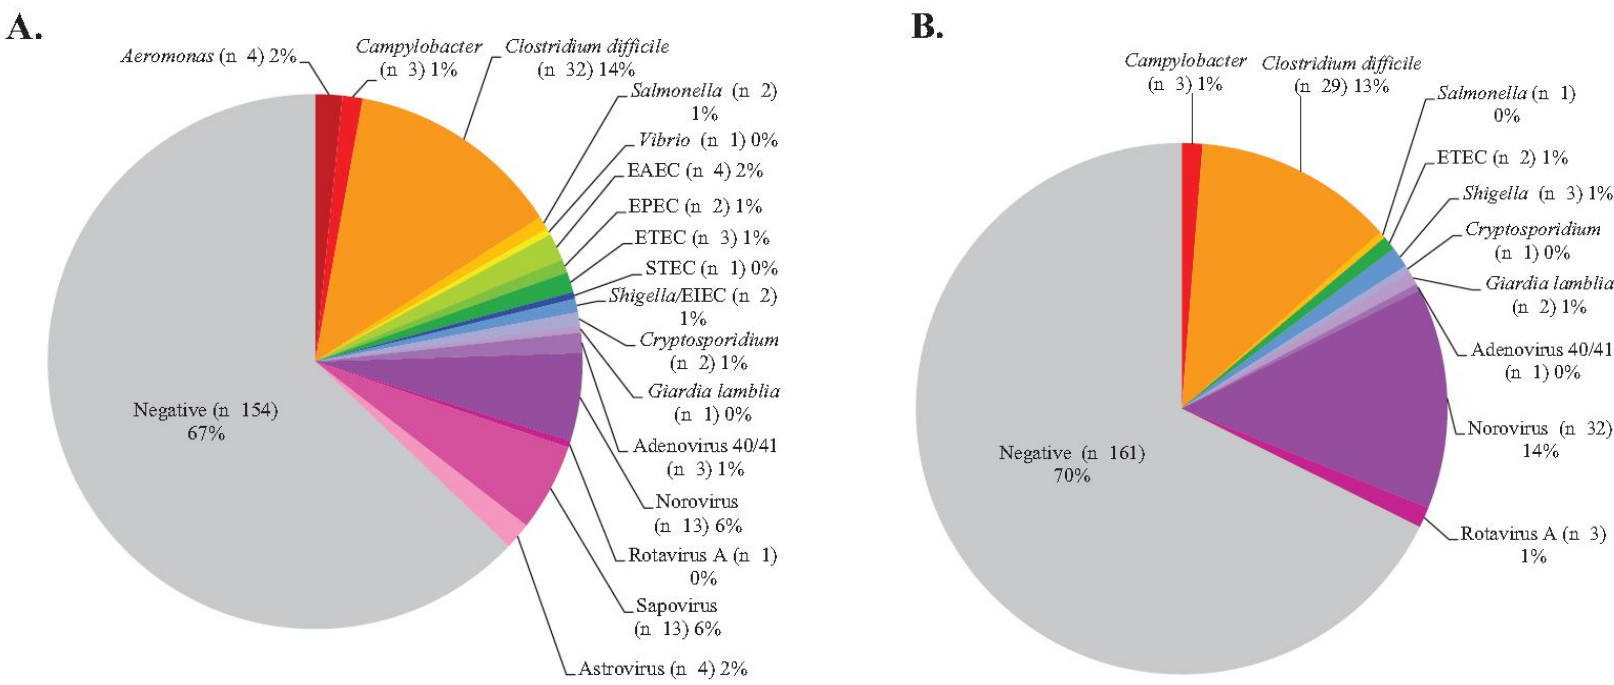 A.
Aeromonas (n 4) 2%
Campylobacter
(n 3) 1%
Clostridium difficile
(n 32) 14%
Salmonella (n 2)
1%
Vibrio (n 1) 0%
EAEC (n 4) 2%
EPEC (n 2) 1%
ETEC (n 3) 1%
STEC (n 1) 0%
Shigella/EIEC (n 2)
1%
Cryptosporidium
(n 2) 1%
Giardia lamblia
(n 1) 0%
Adenovirus 40/41
(n 3) 1%
Norovirus
(n 13) 6%
Rotavirus A (n 1)
0%
Sapovirus
(n 13) 6%
Astrovirus (n 4) 2%
Negative (n 154)
67%
B.
Campylobacter
(n 3) 1%
Clostridium difficile
(n 29) 13%
Salmonella (n 1)
0%
ETEC (n 2) 1%
Shigella (n 3) 1%
Cryptosporidium
(n 1) 0%
Giardia lamblia
(n 2) 1%
Adenovirus 40/41
(n 1) 0%
Norovirus (n 32)
14%
Rotavirus A (n 3)
1%
Negative (n 161)
70%